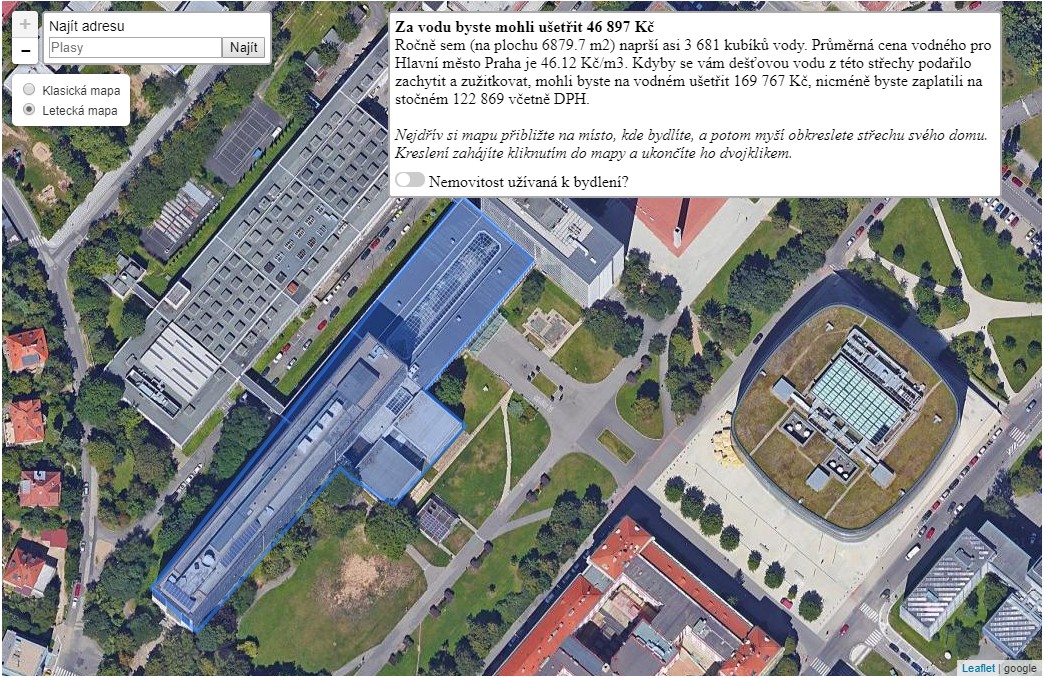 +
−
Najít adresu
Plasy
Najít
Klasická mapa
Letecká mapa
Za vodu byste mohli ušetřit 46 897 Kč
Ročně sem (na plochu 6879.7 m2) naprší asi 3 681 kubíků vody. Průměrná cena vodného pro
Hlavní město Praha je 46.12 Kč/m3. Kdyby se vám dešťovou vodu z této střechy podařilo
zachytit a zužitkovat, mohli byste na vodném ušetřit 169 767 Kč, nicméně byste zaplatili na
stočném 122 869 včetně DPH.
Nejdřív si mapu přibližte na místo, kde bydlíte, a potom myší obkreslete střechu svého domu.
Kreslení zahájíte kliknutím do mapy a ukončíte ho dvojklikem.
Nemovitost užívaná k bydlení?
Leaflet | google